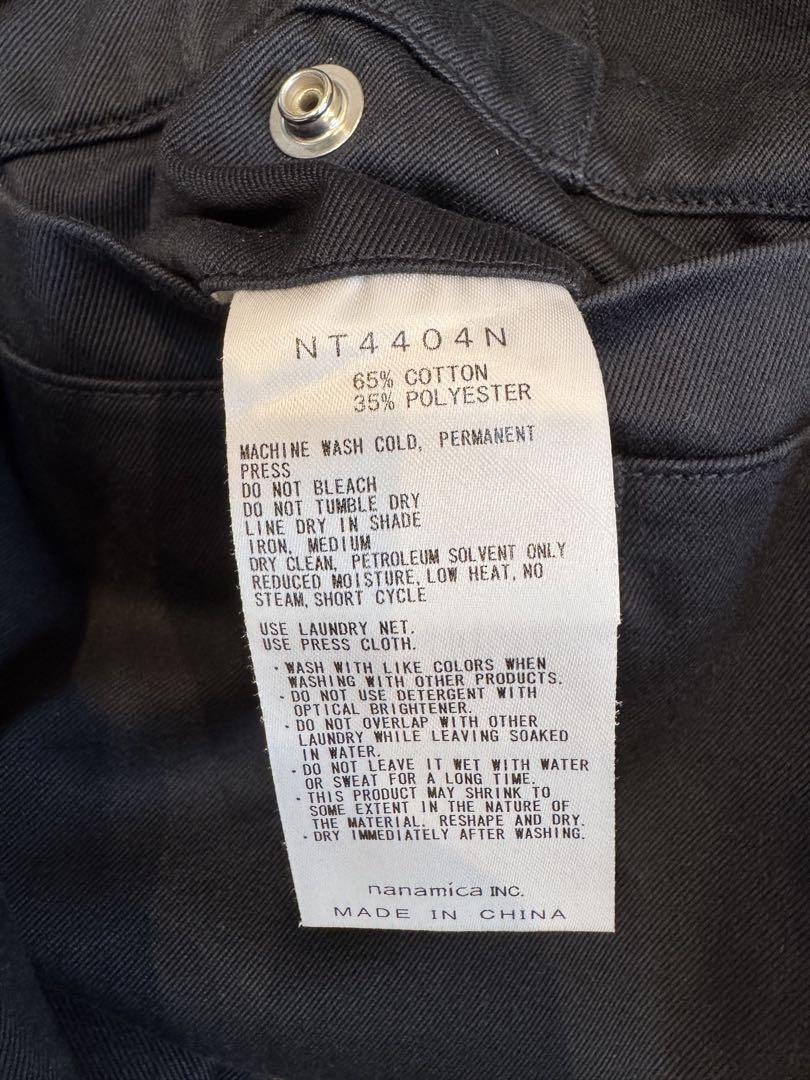 NT4404N
65% COTTON
35% POLYESTER
MACHINE WASH COLD, PERMANENT
PRESS
DO NOT BLEACH
DO NOT TUMBLE DRY
LINE DRY IN SHADE
IRON, MEDIUM
DRY CLEAN, PETROLEUM SOLVENT ONLY
REDUCED MOISTURE, LOW HEAT, NO
STEAM, SHORT CYCLE
USE LAUNDRY NET.
USE PRESS CLOTH.
・WASH WITH LIKE COLORS WHEN
WASHING WITH OTHER PRODUCTS.
・DO NOT USE DETERGENT WITH
OPTICAL BRIGHTENER.
・DO NOT OVERLAP WITH OTHER
LAUNDRY WHILE LEAVING SOAKED
IN WATER.
・DO NOT LEAVE IT WET WITH WATER
OR SWEAT FOR A LONG TIME.
・THIS PRODUCT MAY SHRINK TO
SOME EXTENT IN THE NATURE OF
THE MATERIAL. RESHAPE AND DRY.
・DRY IMMEDIATELY AFTER WASHING.
nanamica INC.
MADE IN CHINA